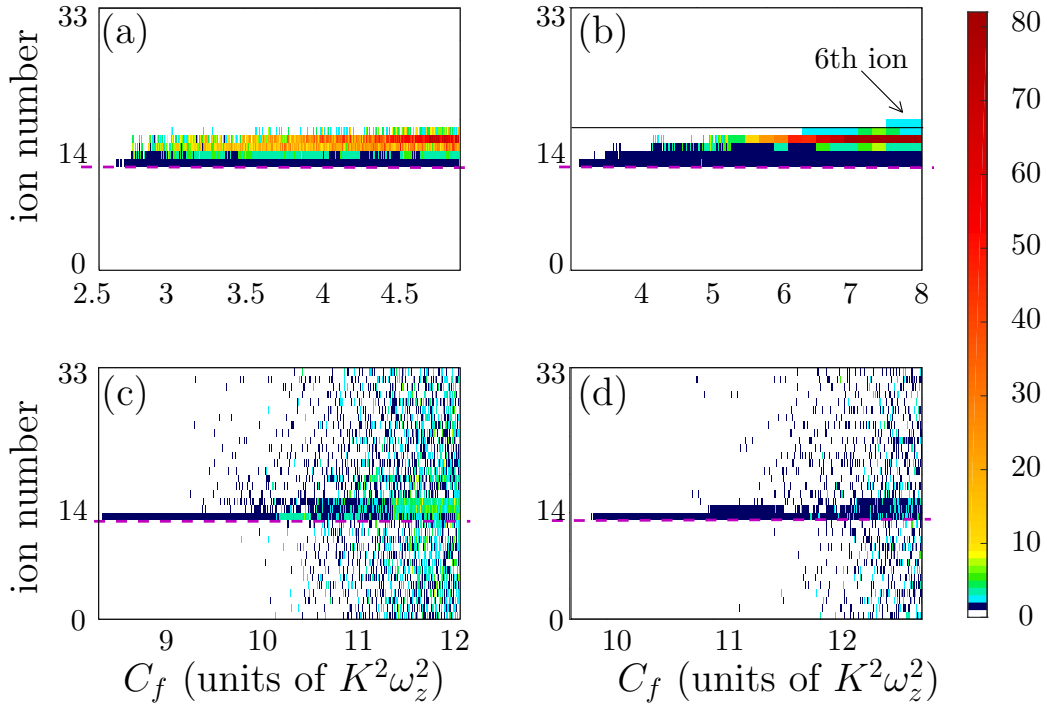 33
(a)
14
0
2.5 3 3.5 4 4.5
ion number
33
(b)
6th ion
14
0
4 5 6 7 8
80
70
60
50
40
30
20
10
0
33
(c)
14
0
9 10 11 12
ion number
C_f (units of K^2ω_z^2)
33
(d)
14
0
10 11 12
C_f (units of K^2ω_z^2)